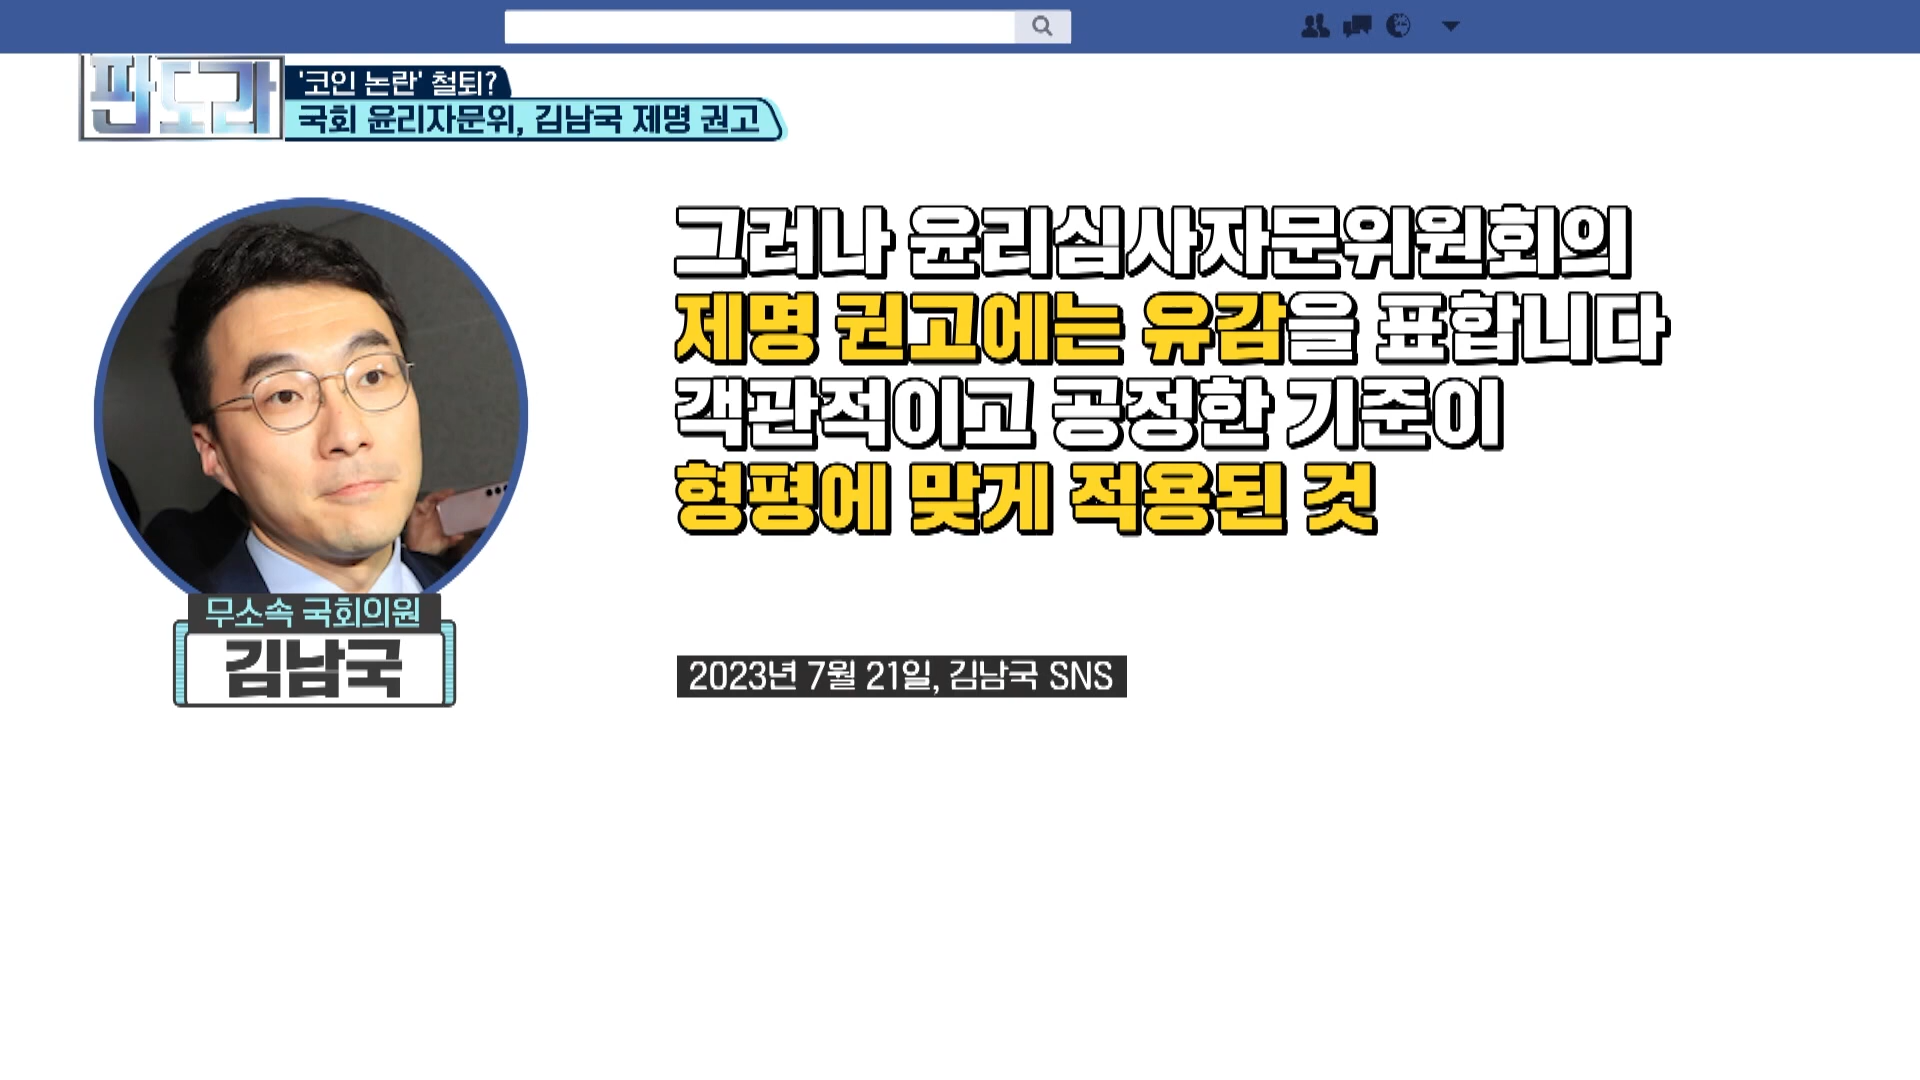 판도라
'코인 논란' 철퇴?
국회 윤리자문위, 김남국 제명 권고
그러나 윤리심사자문위원회의
제명 권고에는 유감을 표합니다
객관적이고 공정한 기준이
형평에 맞게 적용된 것
무소속 국회의원
김남국
2023년 7월 21일, 김남국 SNS